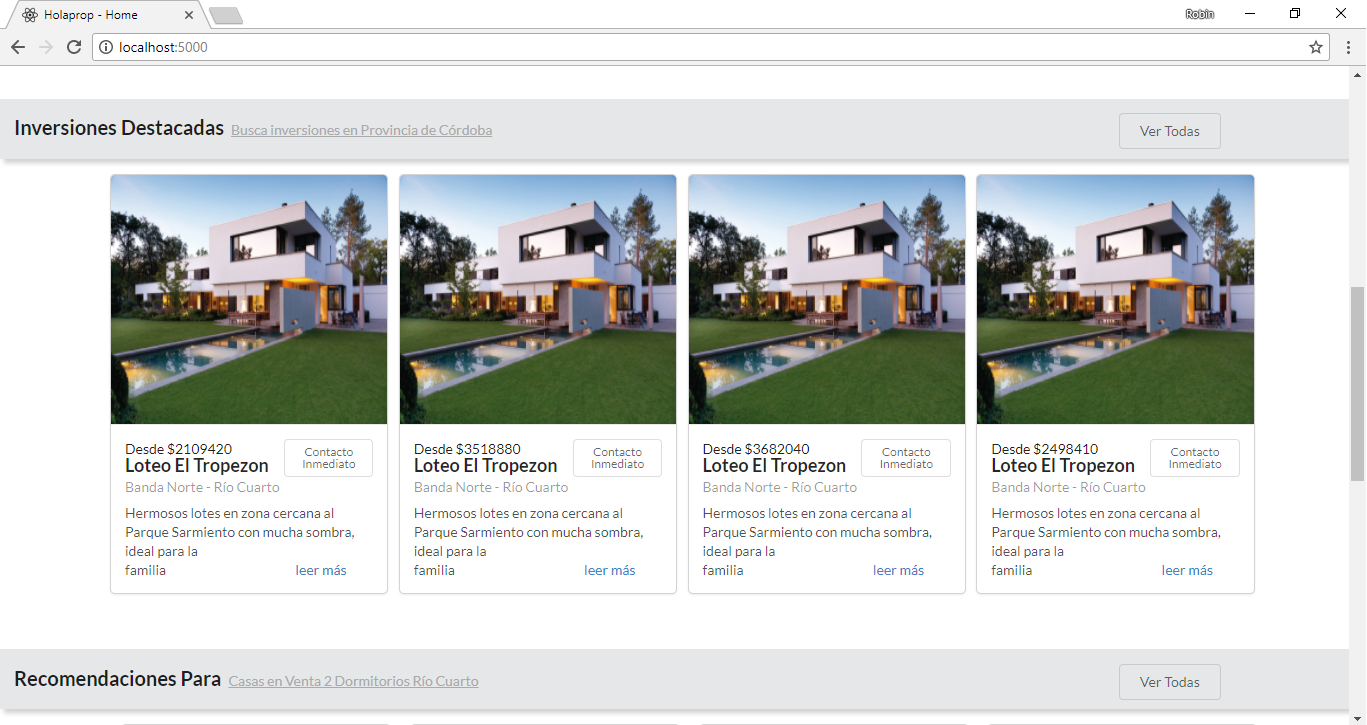 Holaprop - Home
Robin
localhost:5000
Inversiones Destacadas Busca inversiones en Provincia de Córdoba
Ver Todas
Desde $2109420
Loteo El Tropezon
Contacto
Inmediato
Banda Norte - Río Cuarto
Hermosos lotes en zona cercana al
Parque Sarmiento con mucha sombra,
ideal para la
familia leer más
Desde $3518880
Loteo El Tropezon
Contacto
Inmediato
Banda Norte - Río Cuarto
Hermosos lotes en zona cercana al
Parque Sarmiento con mucha sombra,
ideal para la
familia leer más
Desde $3682040
Loteo El Tropezon
Contacto
Inmediato
Banda Norte - Río Cuarto
Hermosos lotes en zona cercana al
Parque Sarmiento con mucha sombra,
ideal para la
familia leer más
Desde $2498410
Loteo El Tropezon
Contacto
Inmediato
Banda Norte - Río Cuarto
Hermosos lotes en zona cercana al
Parque Sarmiento con mucha sombra,
ideal para la
familia leer más
Recomendaciones Para Casas en Venta 2 Dormitorios Río Cuarto
Ver Todas